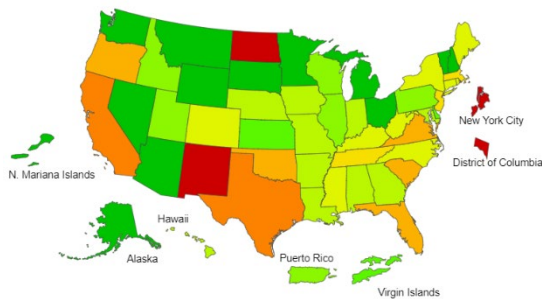 New York City
District of Columbia
N. Mariana Islands
Hawaii
Alaska
Puerto Rico
Virgin Islands